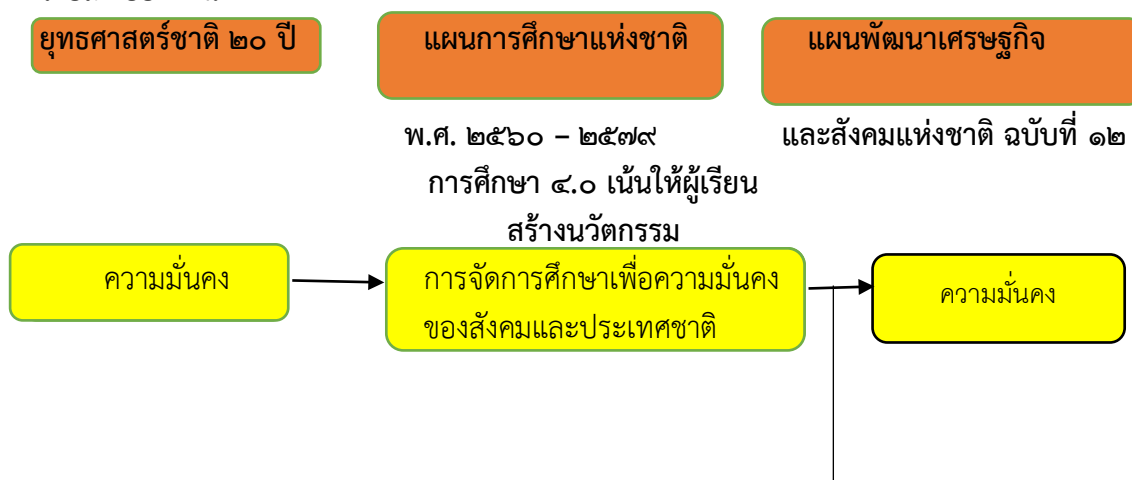 ยุทธศาสตร์ชาติ ๒๐ ปี
แผนการศึกษาแห่งชาติ
แผนพัฒนาเศรษฐกิจ
พ.ศ. ๒๕๖๐ – ๒๕๗๙
และสังคมแห่งชาติ ฉบับที่ ๑๒
การศึกษา ๔.๐ เน้นให้ผู้เรียน
สร้างนวัตกรรม
ความมั่นคง
การจัดการศึกษาเพื่อความมั่นคง
ของสังคมและประเทศชาติ
ความมั่นคง